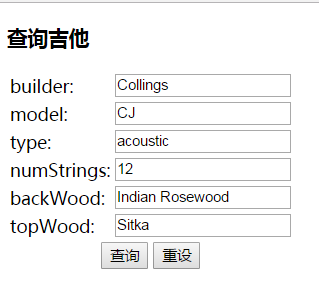 查询吉他
builder: Collings
model: CJ
type: acoustic
numStrings: 12
backWood: Indian Rosewood
topWood: Sitka
查询 重设